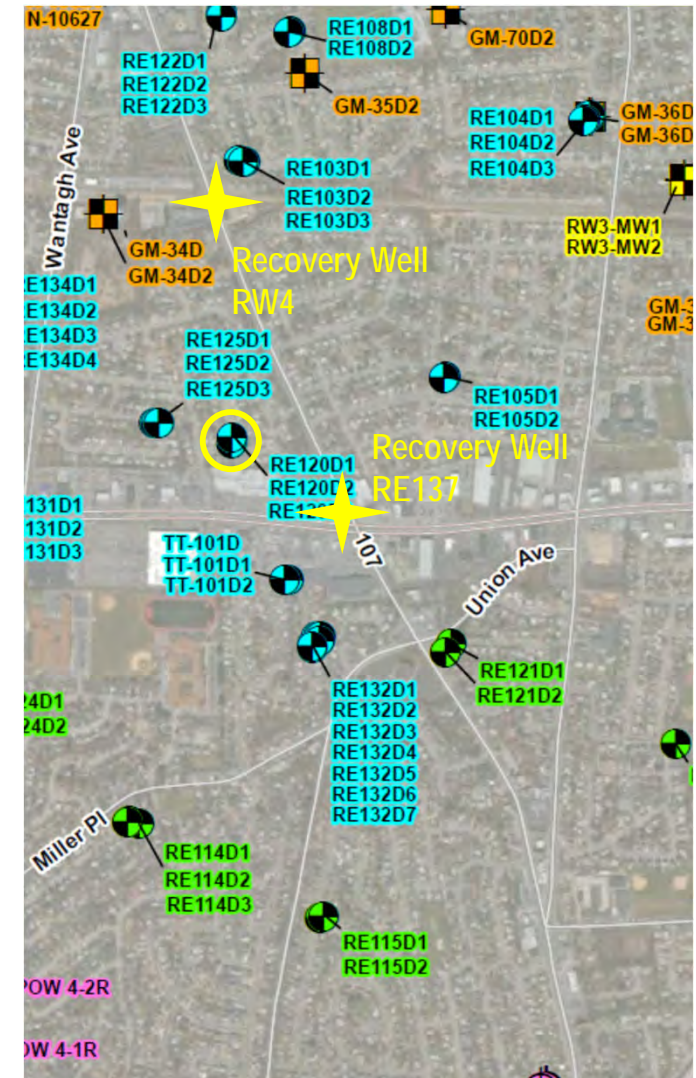 N-10627
RE108D1
RE108D2
GM-70D2
RE122D1
RE122D2
RE122D3
GM-35D2
RE104D1
RE104D2
RE104D3
GM-36D
GM-36D
Wantagh Ave
RE103D1
RE103D2
RE103D3
RW3-MW1
RW3-MW2
GM-34D
GM-34D2
Recovery Well
RW4
RE134D1
RE134D2
RE134D3
RE134D4
GM-3
GM-3
RE125D1
RE125D2
RE125D3
RE105D1
RE105D2
Recovery Well
RE137
RE120D1
RE120D2
131D1
131D2
131D3
TT-101D
TT-101D1
TT-101D2
107
Union Ave
RE121D1
RE121D2
RE132D1
RE132D2
RE132D3
RE132D4
RE132D5
RE132D6
RE132D7
24D1
24D2
Miller Pl
RE114D1
RE114D2
RE114D3
RE115D1
RE115D2
POW 4-2R
OW 4-1R